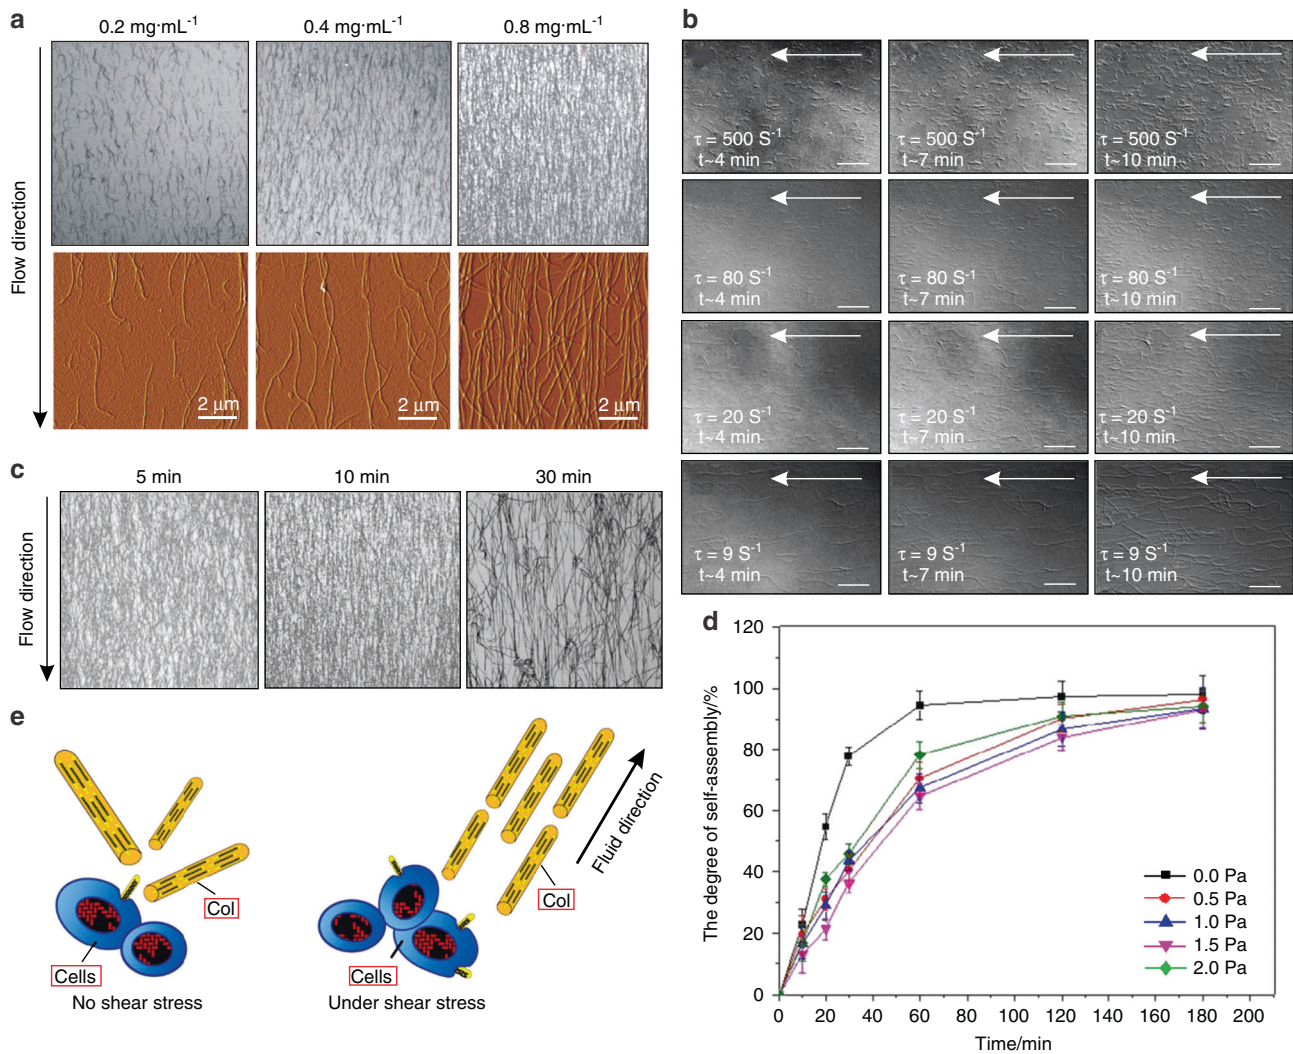 a
0.2 mg·mL⁻¹
0.4 mg·mL⁻¹
0.8 mg·mL⁻¹
Flow direction
2 μm
2 μm
2 μm
b
τ = 500 S⁻¹
t~4 min
τ = 500 S⁻¹
t~7 min
τ = 500 S⁻¹
t~10 min
τ = 80 S⁻¹
t~4 min
τ = 80 S⁻¹
t~7 min
τ = 80 S⁻¹
t~10 min
τ = 20 S⁻¹
t~4 min
τ = 20 S⁻¹
t~7 min
τ = 20 S⁻¹
t~10 min
τ = 9 S⁻¹
t~4 min
τ = 9 S⁻¹
t~7 min
τ = 9 S⁻¹
t~10 min
c
5 min
10 min
30 min
Flow direction
d
The degree of self-assembly/%
120
100
80
60
40
20
0
0.0 Pa
0.5 Pa
1.0 Pa
1.5 Pa
2.0 Pa
0 20 40 60 80 100 120 140 160 180 200
Time/min
e
Col
Cells
No shear stress
Fluid direction
Col
Cells
Under shear stress